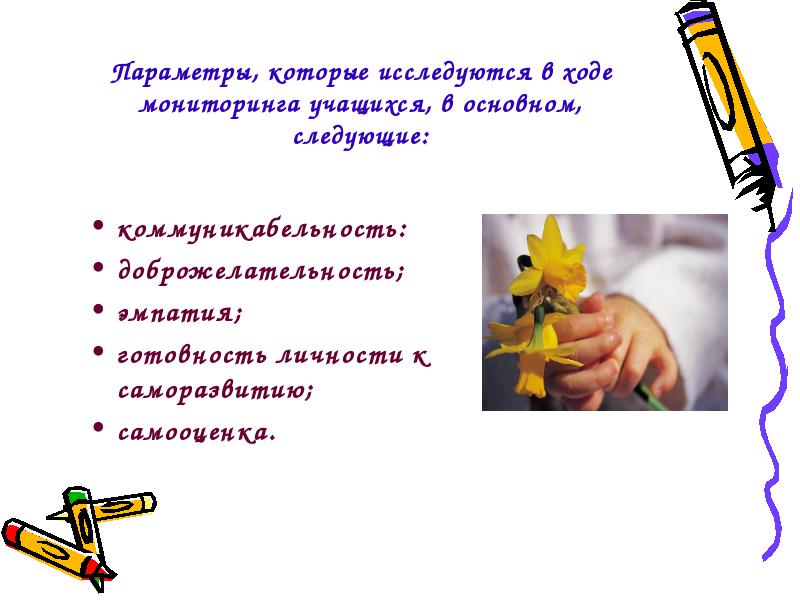 Параметры, которые исследуются в ходе
мониторинга учащихся, в основном,
следующие:
• коммуникабельность:
• доброжелательность;
• эмпатия;
• готовность личности к
саморазвитию;
• самооценка.